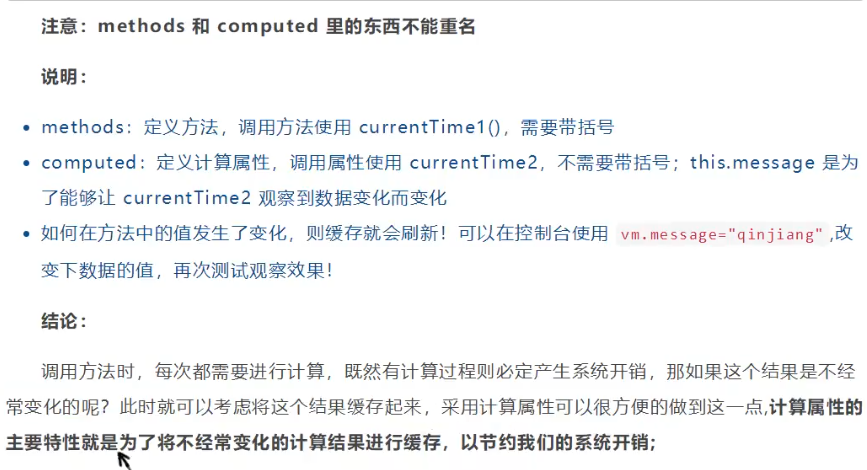 注意：methods 和 computed 里的东西不能重名
说明：
• methods：定义方法，调用方法使用 currentTime1()，需要带括号
• computed：定义计算属性，调用属性使用 currentTime2，不需要带括号；this.message 是为
了能够让 currentTime2 观察到数据变化而变化
• 如何在方法中的值发生了变化，则缓存就会刷新！可以在控制台使用 vm.message="qinjiang" ,改
变下数据的值，再次测试观察效果！
结论：
调用方法时，每次都需要进行计算，既然有计算过程则必定产生系统开销，那如果这个结果是不经
常变化的呢？此时就可以考虑将这个结果缓存起来，采用计算属性可以很方便的做到这一点,计算属性的
主要特性就是为了将不经常变化的计算结果进行缓存，以节约我们的系统开销；